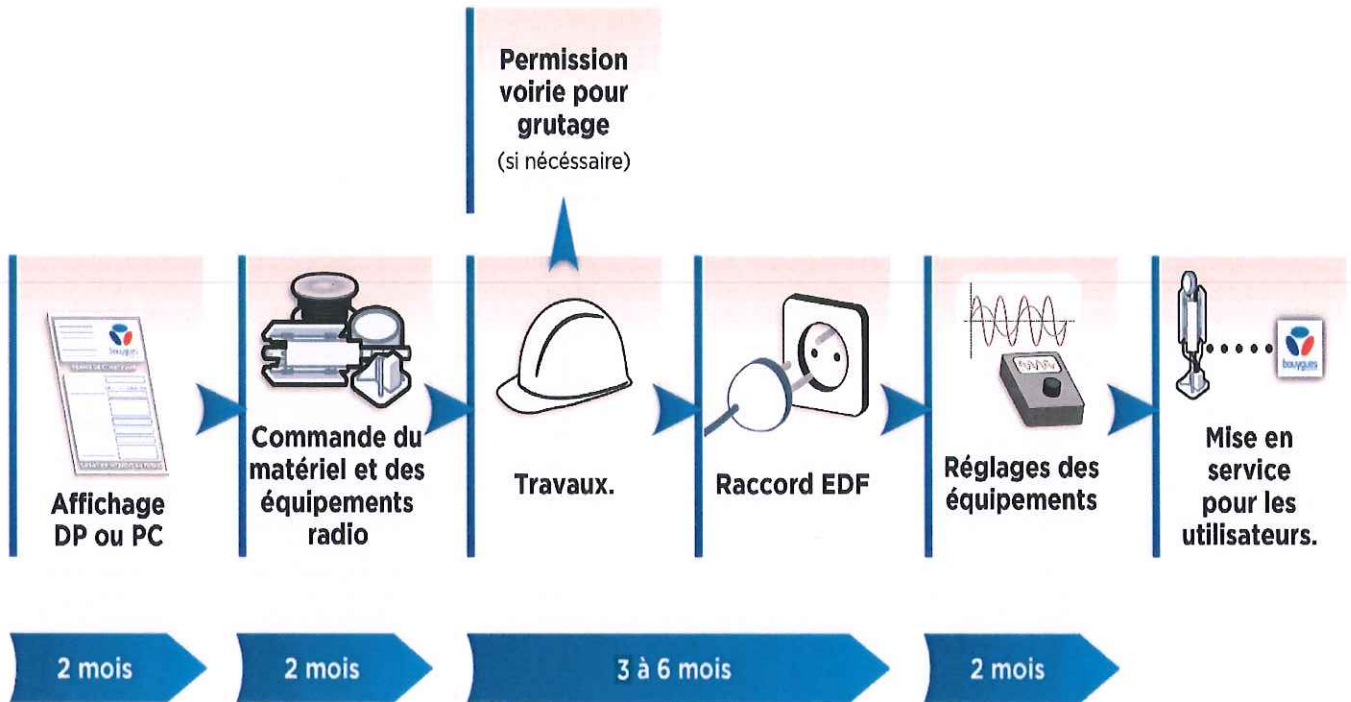 Permission
voirie pour
grutage
(si nécéssaire)
bouygues
Affichage
DP ou PC
Commande du
matériel et des
équipements
radio
Travaux.
Raccord EDF
Réglages des
équipements
bouygues
Mise en
service
pour les
utilisateurs.
2 mois
2 mois
3 à 6 mois
2 mois